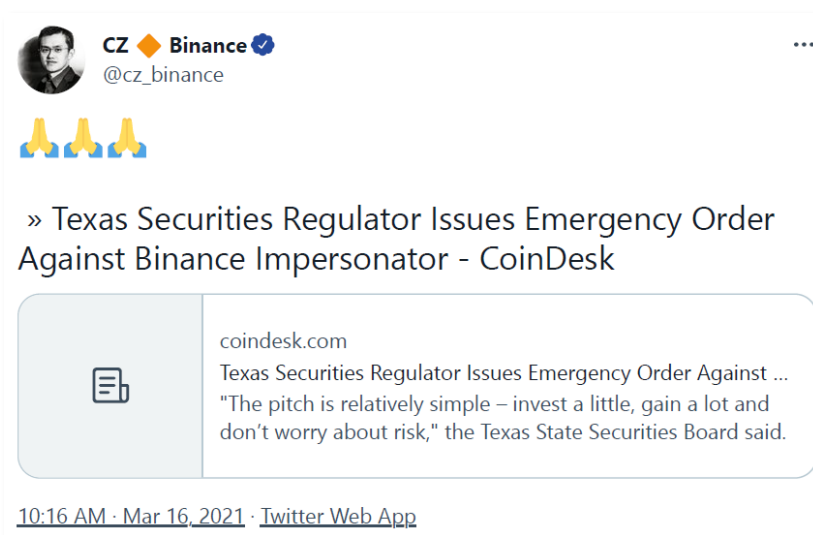 CZ 🔶 Binance
@cz_binance
🙏🙏🙏
» Texas Securities Regulator Issues Emergency Order
Against Binance Impersonator - CoinDesk
coindesk.com
Texas Securities Regulator Issues Emergency Order Against ...
"The pitch is relatively simple – invest a little, gain a lot and
don’t worry about risk," the Texas State Securities Board said.
10:16 AM · Mar 16, 2021 · Twitter Web App